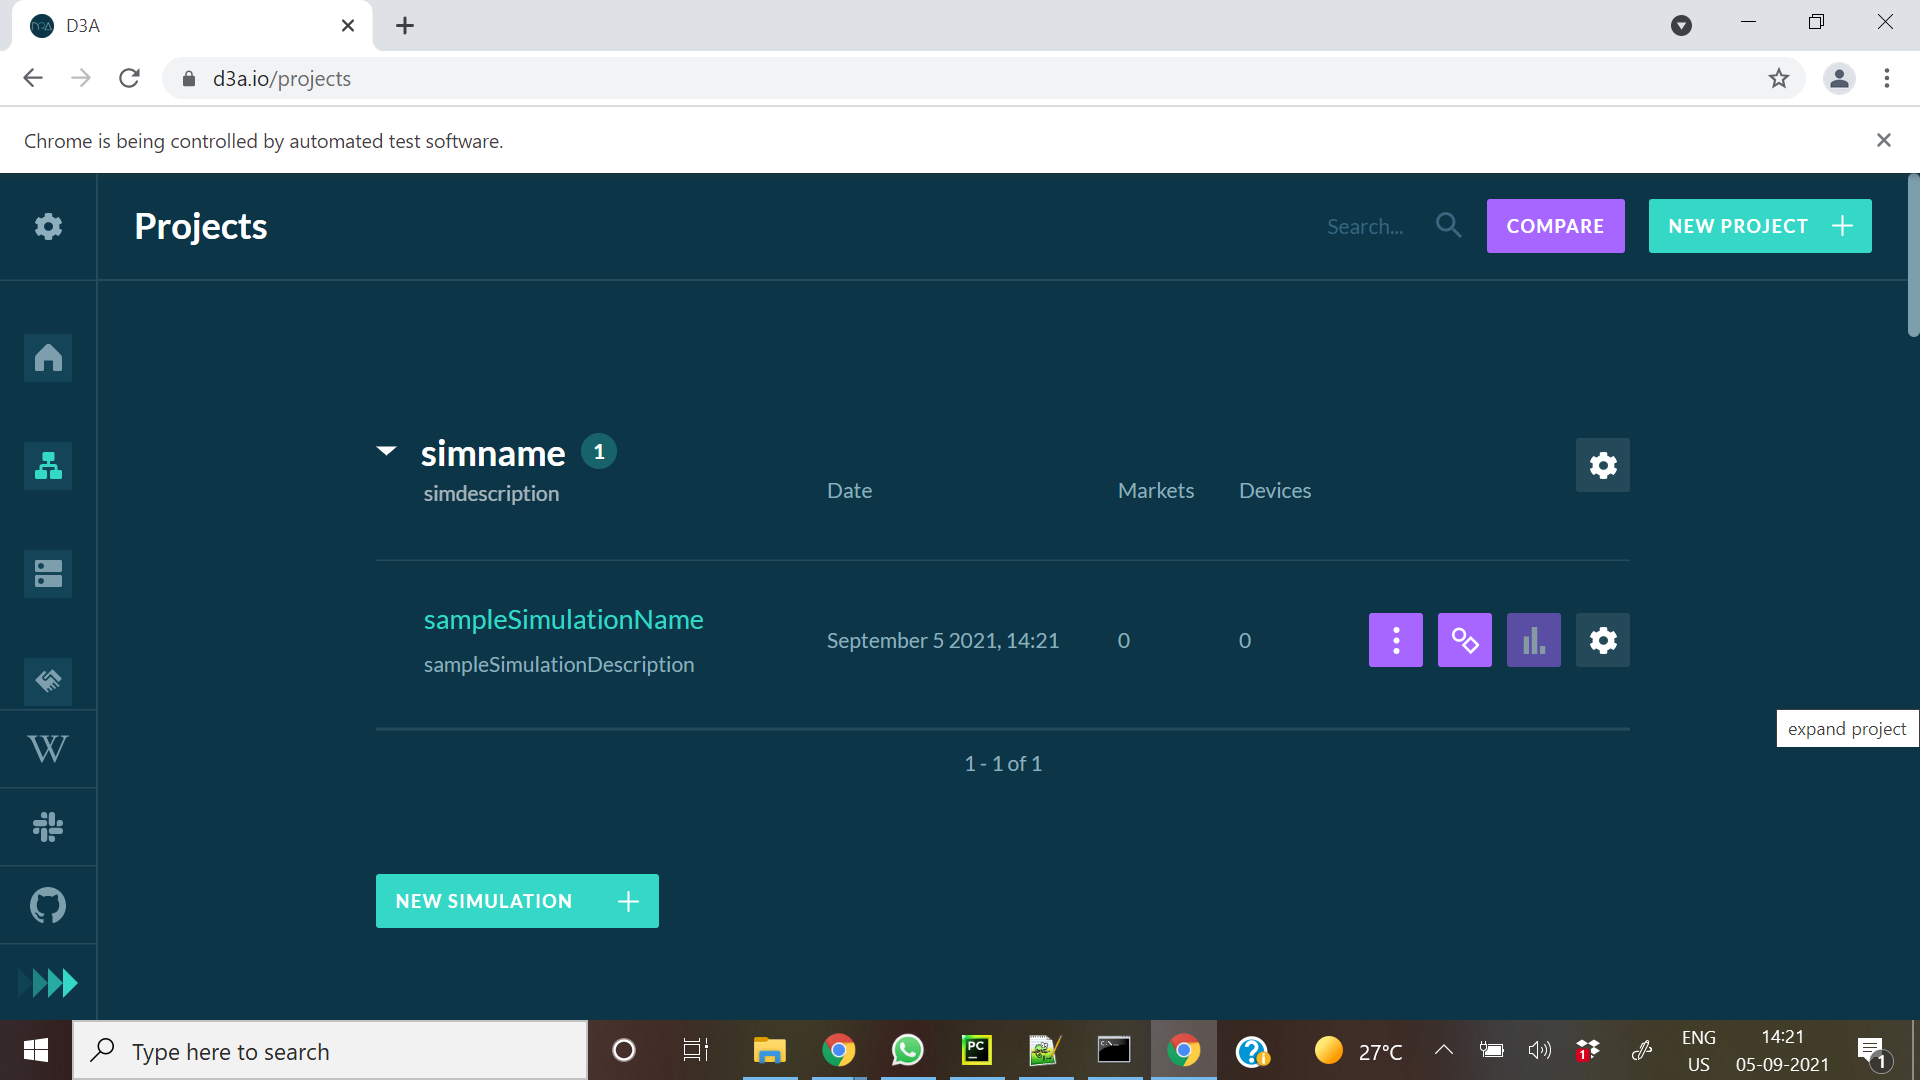 D3A
d3a.io/projects
Chrome is being controlled by automated test software.
Projects
Search...
COMPARE
NEW PROJECT
simname 1
simdescription
Date
Markets
Devices
sampleSimulationName
sampleSimulationDescription
September 5 2021, 14:21
0
0
expand project
1 - 1 of 1
W
NEW SIMULATION
Type here to search
PC
27°C
1
ENG
US
14:21
05-09-2021
1